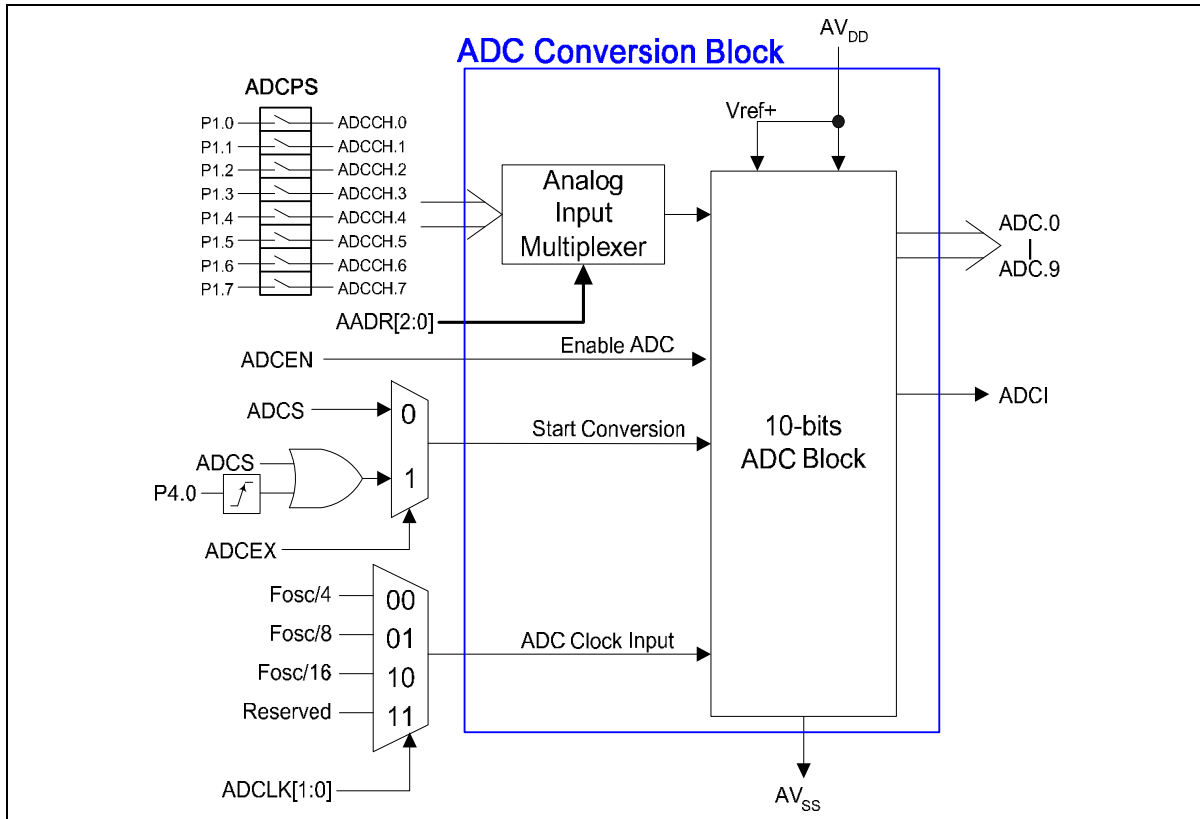 AVDD
ADC Conversion Block
ADCPS
Vref+
P1.0 ADCCH.0
P1.1 ADCCH.1
P1.2 ADCCH.2
P1.3 ADCCH.3
P1.4 ADCCH.4
P1.5 ADCCH.5
P1.6 ADCCH.6
P1.7 ADCCH.7
Analog
Input
Multiplexer
ADC.0
ADC.9
AADR[2:0]
ADCEN
Enable ADC
ADCI
ADCS
0
Start Conversion
10-bits
ADC Block
ADCS
P4.0
1
ADCEX
Fosc/4 00
Fosc/8 01
ADC Clock Input
Fosc/16 10
Reserved 11
ADCLK[1:0]
AVSS